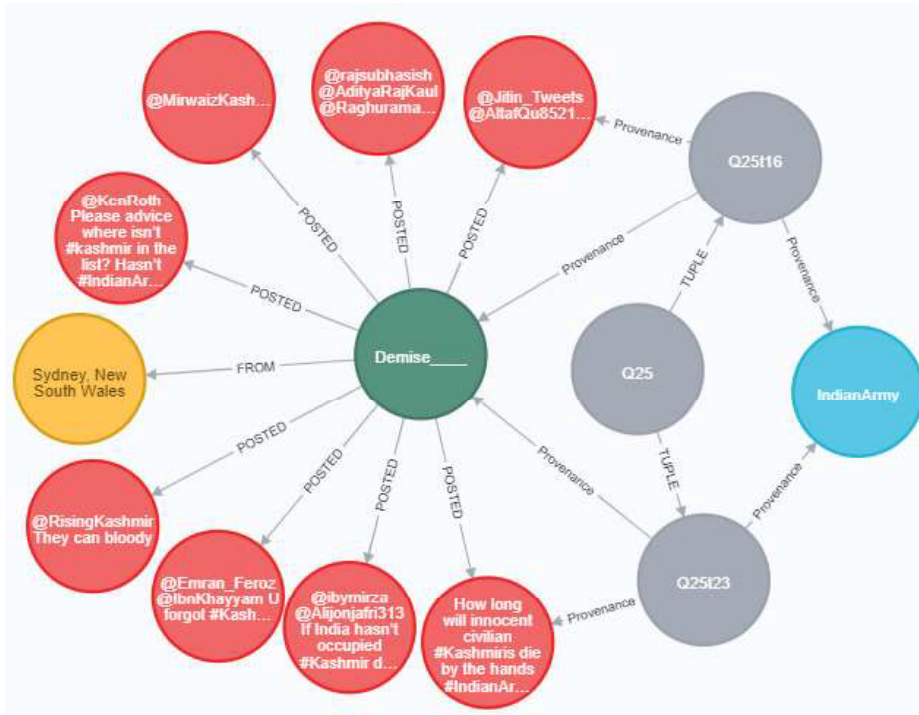 @MirwaizKash...
@rajsubhasish
@AdityaRajKaul
@Raghurama...
@Jitin_Tweets
@AltafQu8521...
Provenance
Q25t16
@KenRoth
Please advice
where isn't
#kashmir in the
list? Hasn't
#IndianAr...
POSTED
POSTED
POSTED
POSTED
Provenance
TUPLE
Provenance
Sydney, New
South Wales
FROM
Demise____
Q25
IndianArmy
@RisingKashmir
They can bloody
POSTED
POSTED
POSTED
POSTED
Provenance
TUPLE
Provenance
Q25t23
@Emran_Feroz
@IbnKhayyam U
forgot #Kash...
@ibymirza
@Alijonjafri313
If India hasn't
occupied
#Kashmir d...
How long
will innocent
civilian
#Kashmiris die
by the hands
#IndianAr...
Provenance